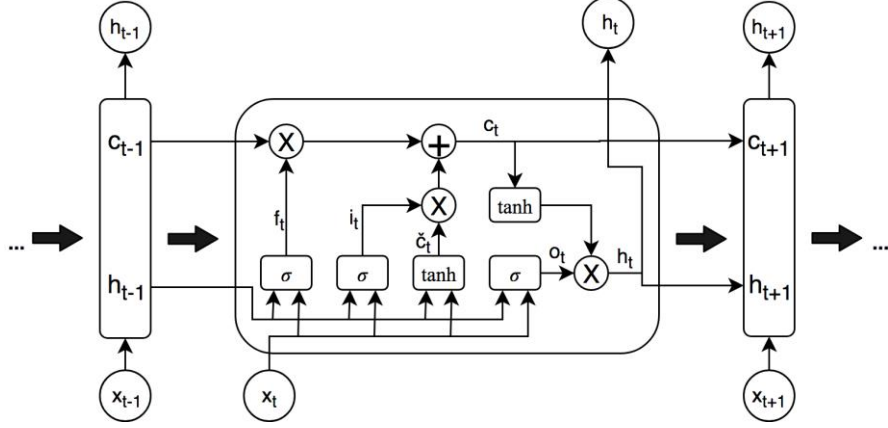 h_{t-1}
h_t
h_{t+1}
c_{t-1}
X
+
c_t
c_{t+1}
f_t
i_t
X
tanh
č_t
...
...
o_t
σ
σ
tanh
σ
X
h_t
h_{t-1}
h_{t+1}
x_{t-1}
x_t
x_{t+1}